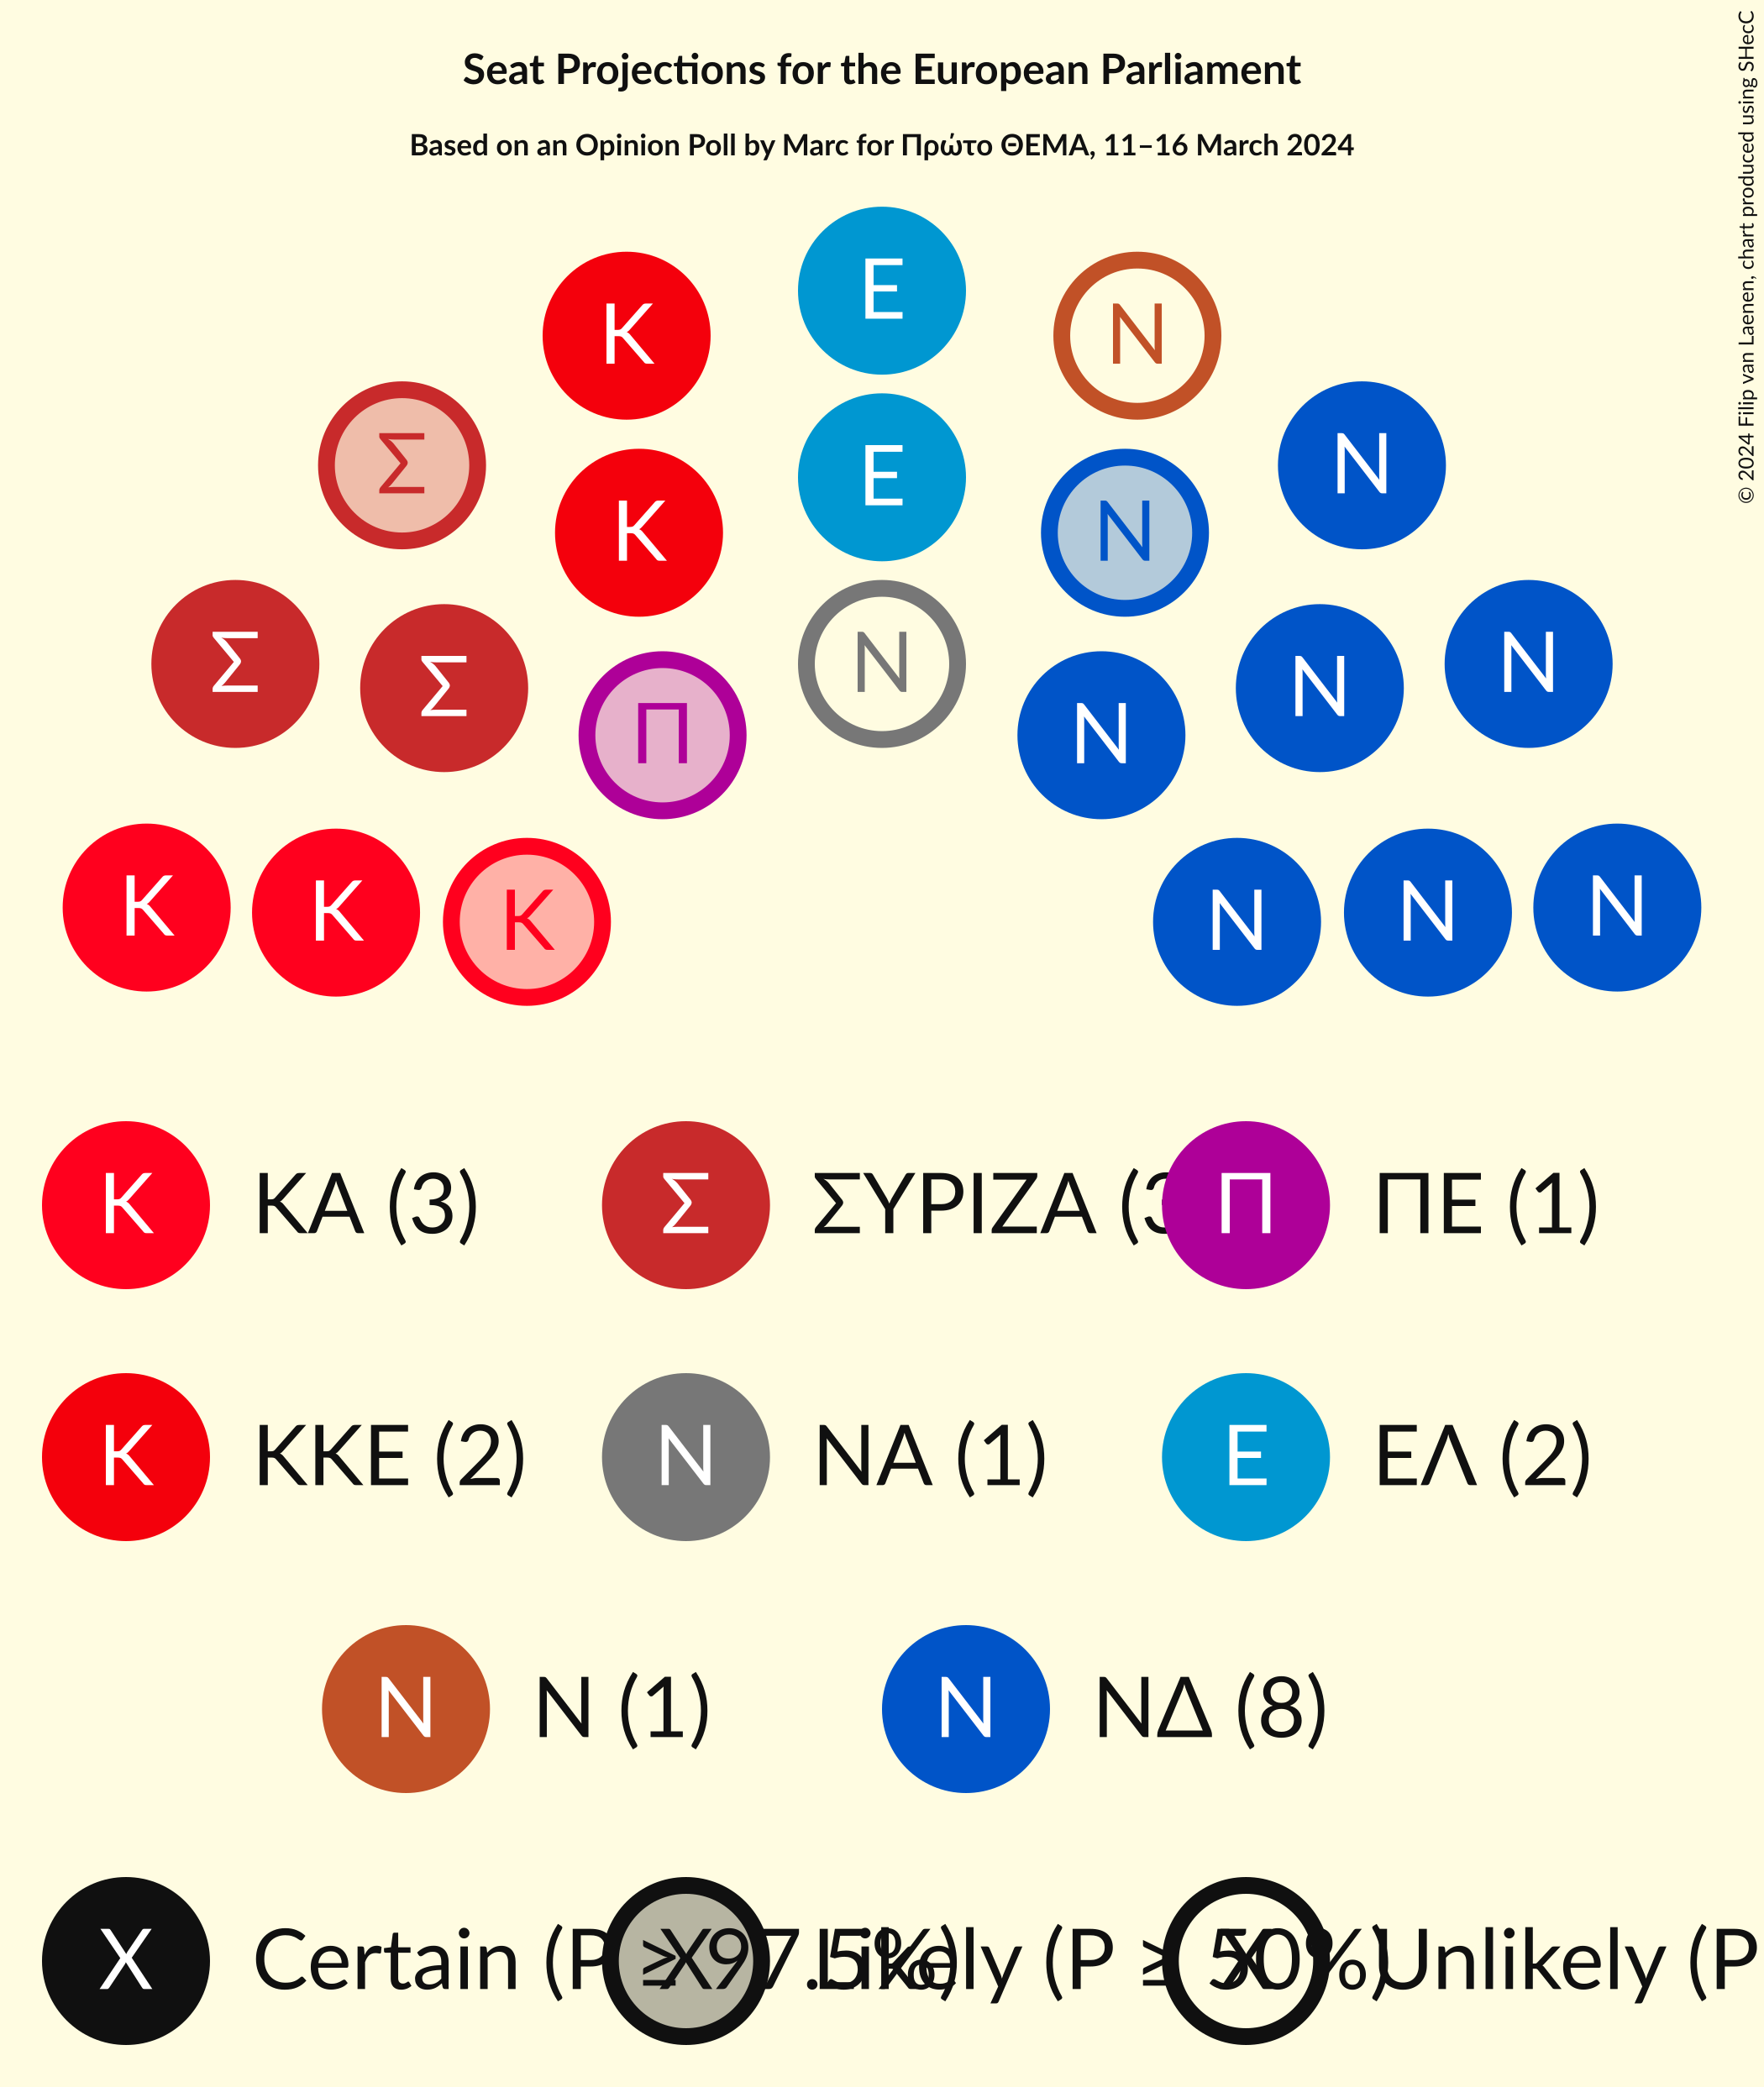 Seat Projections for the European Parliament
Based on an Opinion Poll by Marc for Πρώτο ΘΕΜΑ, 11–16 March 2024
© 2024 Filip van Laenen, chart produced using SHecC
Ε
Κ Ν
Σ Ε Ν
Κ Ν
Σ Σ Ν Ν Ν
Π Ν
Κ Κ Κ Ν Ν Ν
Κ ΚΑ (3) Σ ΣΥΡΙΖΑ (3 Π ΠΕ (1)
Κ ΚΚΕ (2) Ν ΝΑ (1) Ε ΕΛ (2)
Ν Ν (1) Ν ΝΔ (8)
X Certain (P ≥ 97.5%) X Likely (P ≥ 50%) X Unlikely (P